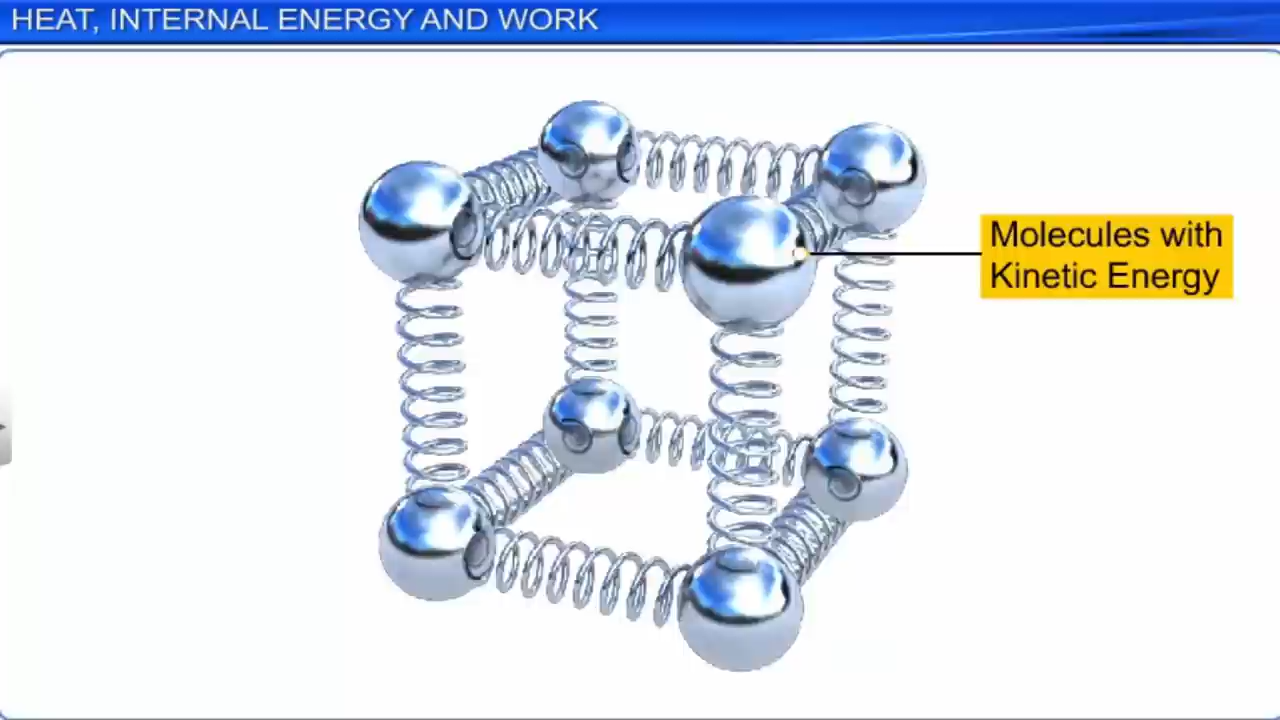 HEAT, INTERNAL ENERGY AND WORK
Molecules with
Kinetic Energy